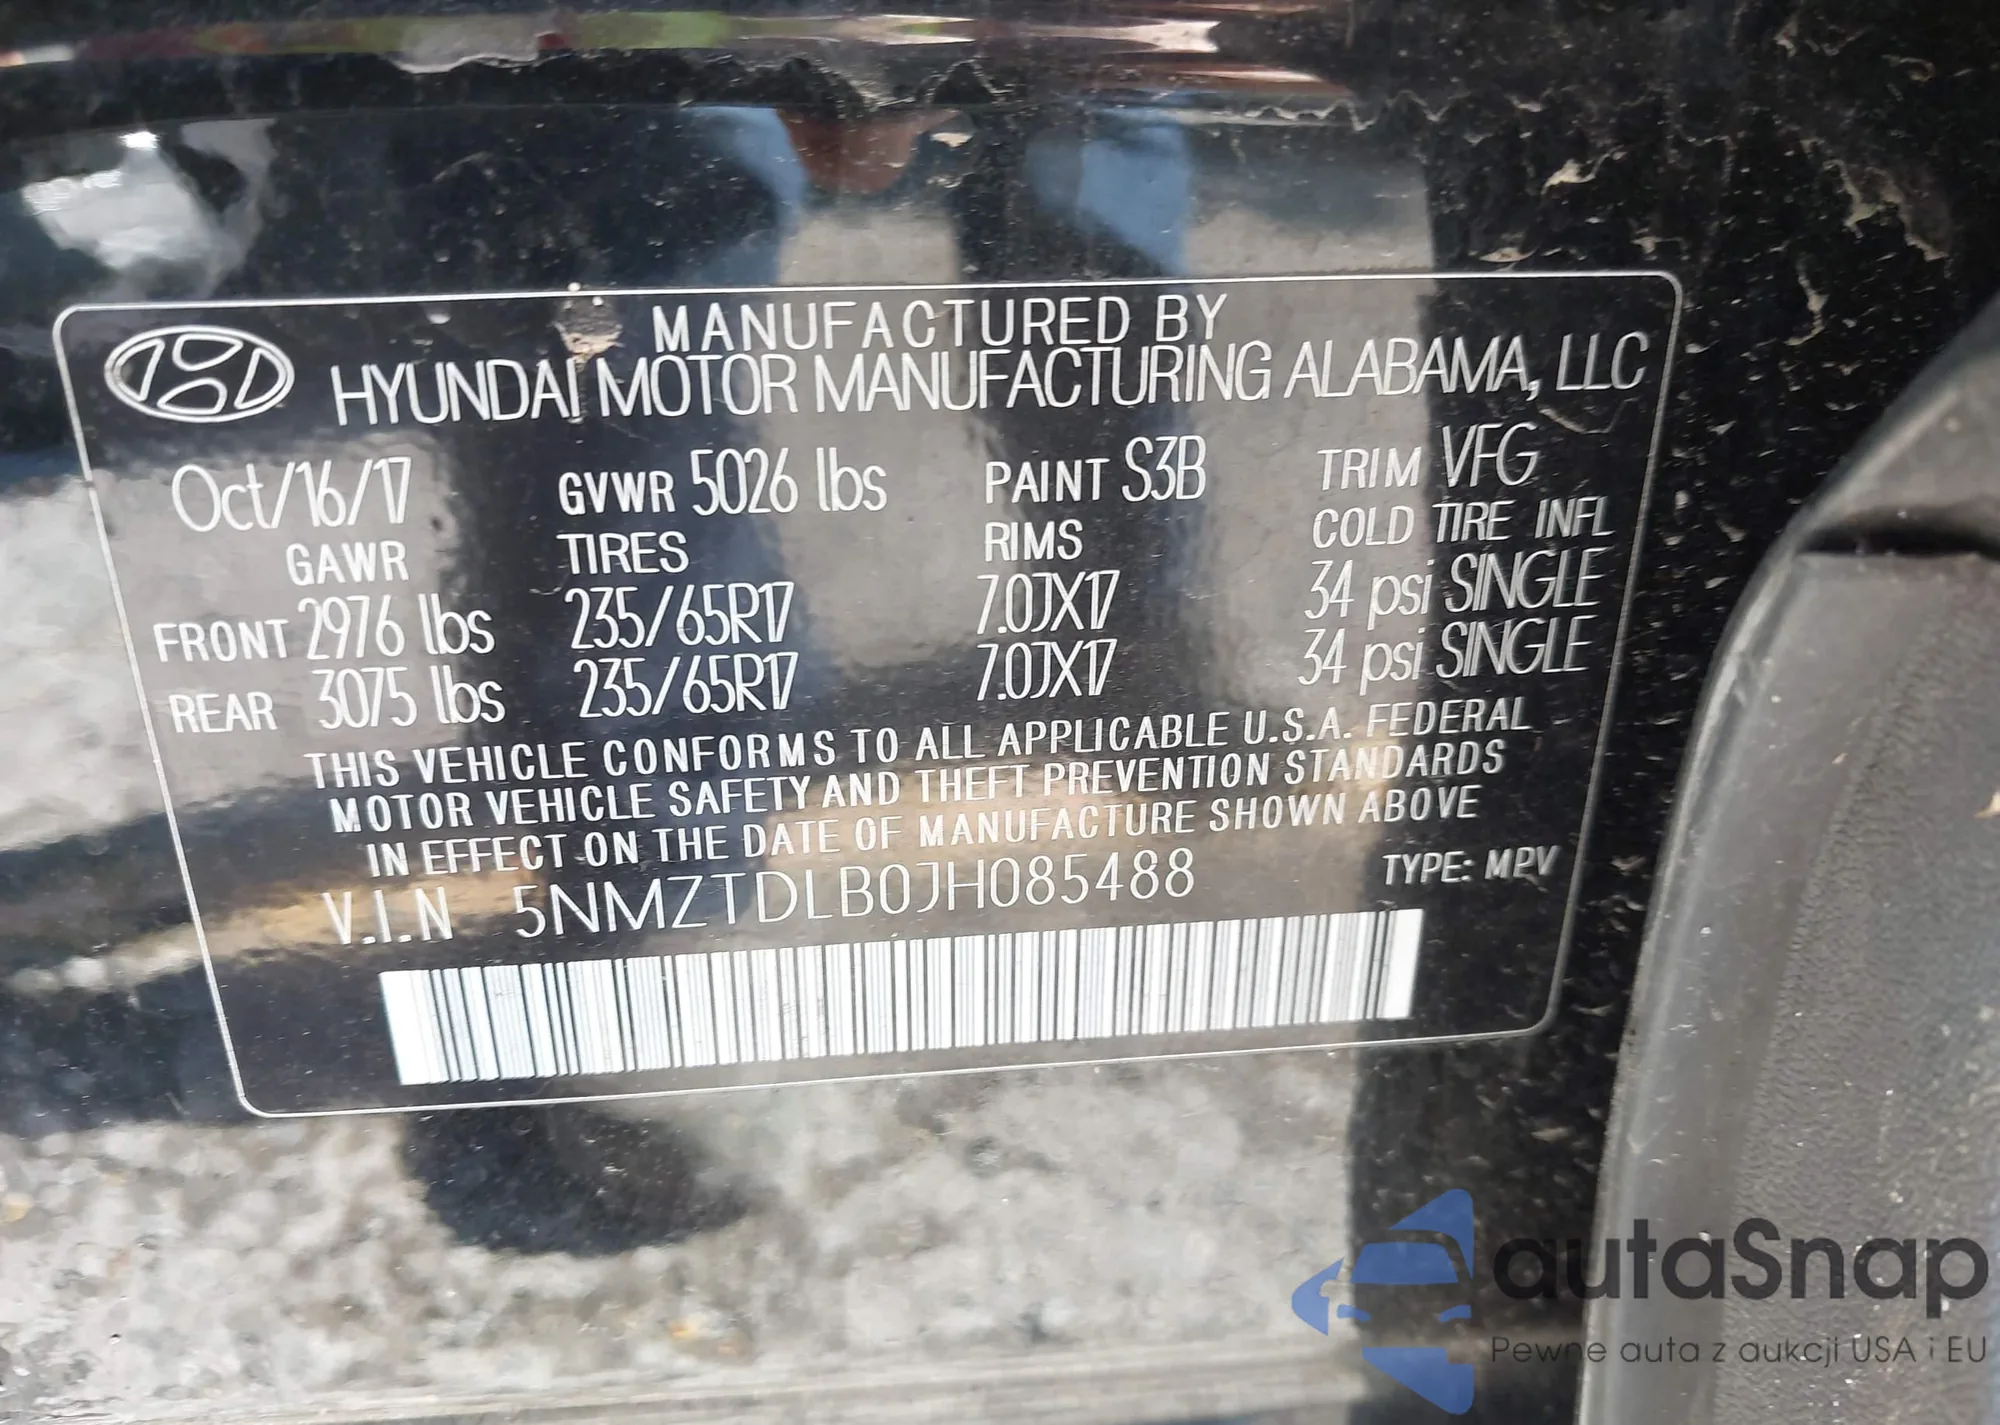 MANUFACTURED BY
HYUNDAI MOTOR MANUFACTURING ALABAMA, LLC
Oct/16/17 GVWR 5026 lbs PAINT S3B TRIM VFG
GAWR TIRES RIMS COLD TIRE INFL
FRONT 2976 lbs 235/65R17 7.0JX17 34 psi SINGLE
REAR 3075 lbs 235/65R17 7.0JX17 34 psi SINGLE
THIS VEHICLE CONFORMS TO ALL APPLICABLE U.S.A. FEDERAL
MOTOR VEHICLE SAFETY AND THEFT PREVENTION STANDARDS
IN EFFECT ON THE DATE OF MANUFACTURE SHOWN ABOVE
V.I.N 5NMZTDLB0JH085488 TYPE: MPV
autaSnap
Pewne auta z aukcji USA i EU